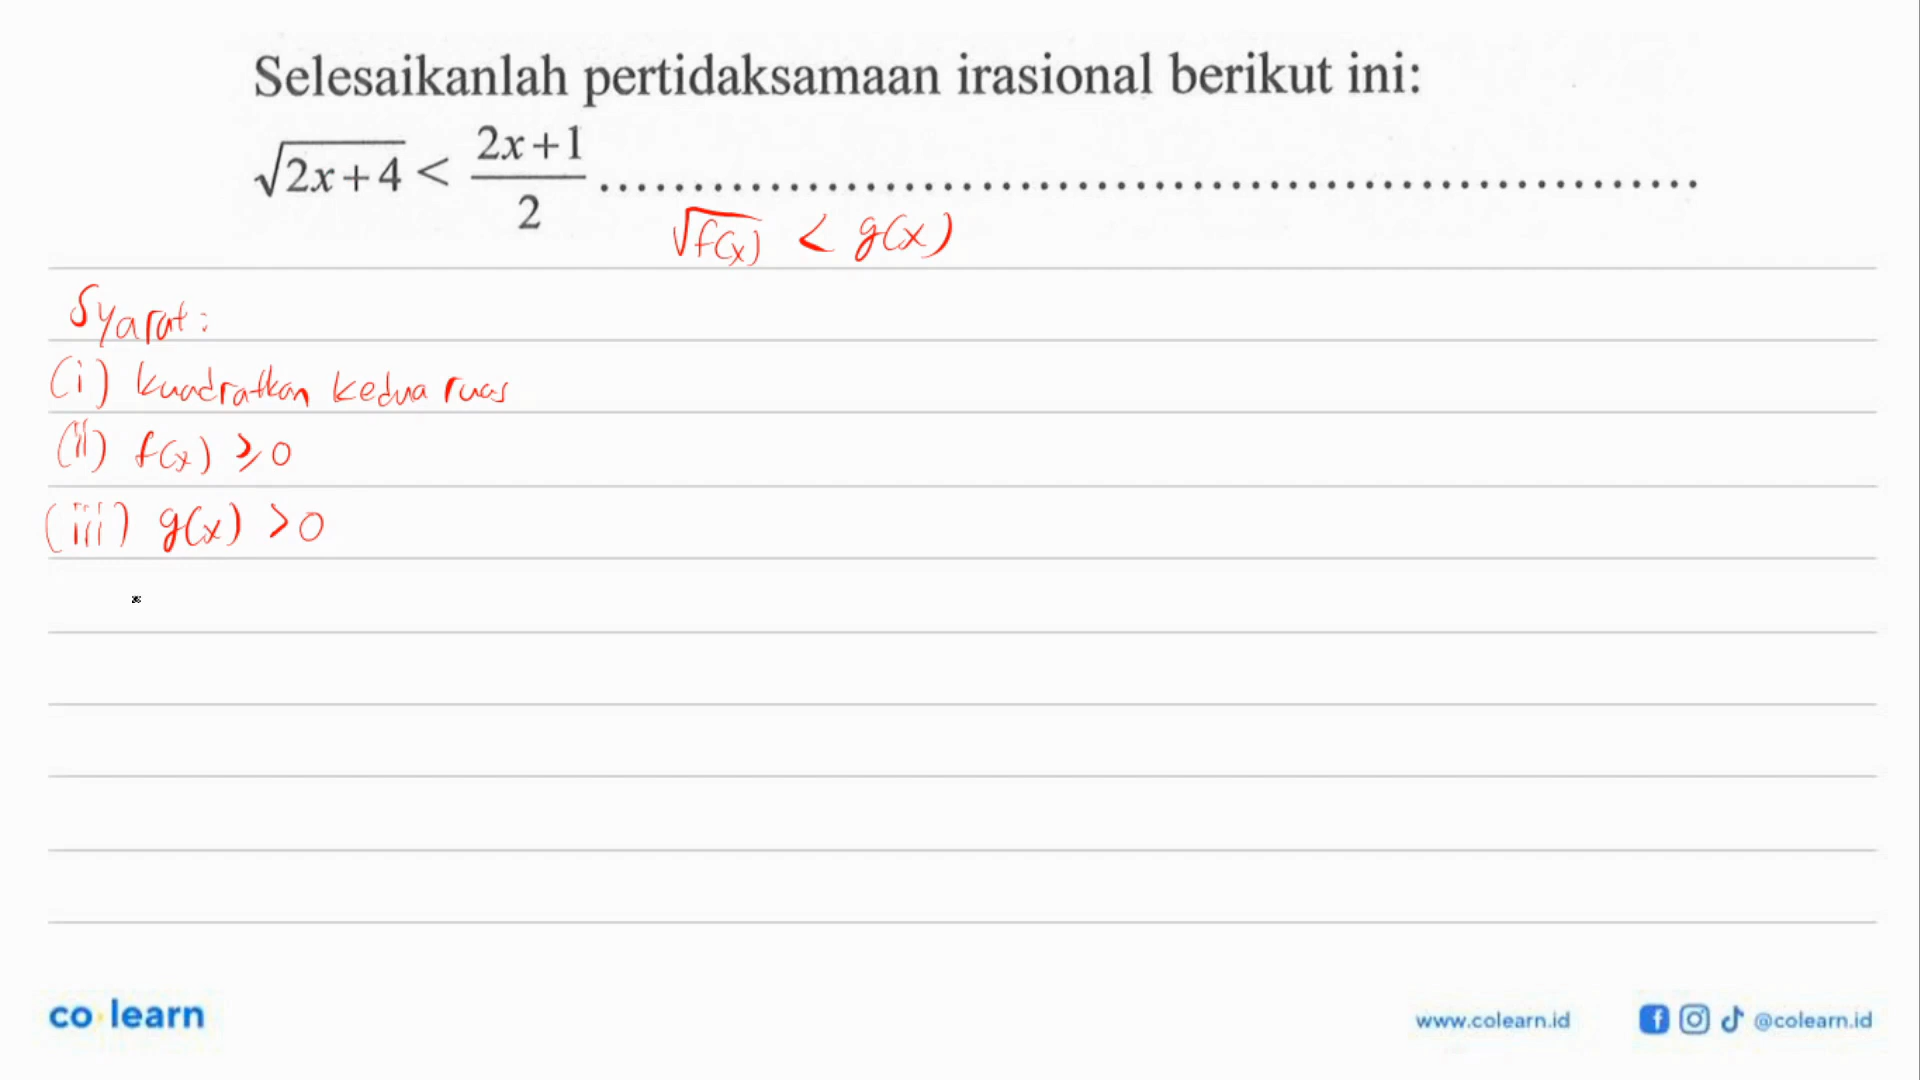 Selesaikanlah pertidaksamaan irasional berikut ini:
√2x+4 < 2x+1/2 ......................................................
√f(x) < g(x)
Syarat:
(i) kuadratkan kedua ruas
(ii) f(x) ≥ 0
(iii) g(x) > 0
co learn
www.colearn.id
@colearn.id